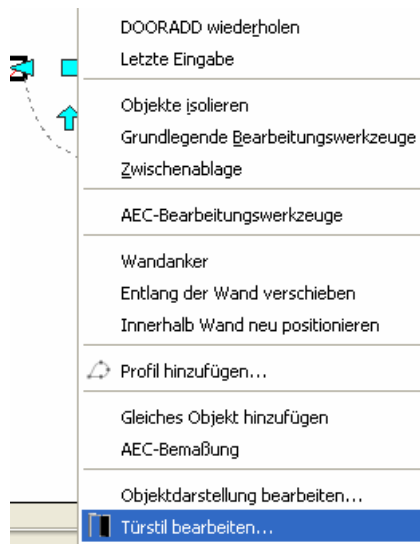 DOORADD wiederholen
Letzte Eingabe
Objekte isolieren
Grundlegende Bearbeitungswerkzeuge
Zwischenablage
AEC-Bearbeitungswerkzeuge
Wandanker
Entlang der Wand verschieben
Innerhalb Wand neu positionieren
Profil hinzufügen...
Gleiches Objekt hinzufügen
AEC-Bemaßung
Objektdarstellung bearbeiten...
Türstil bearbeiten...